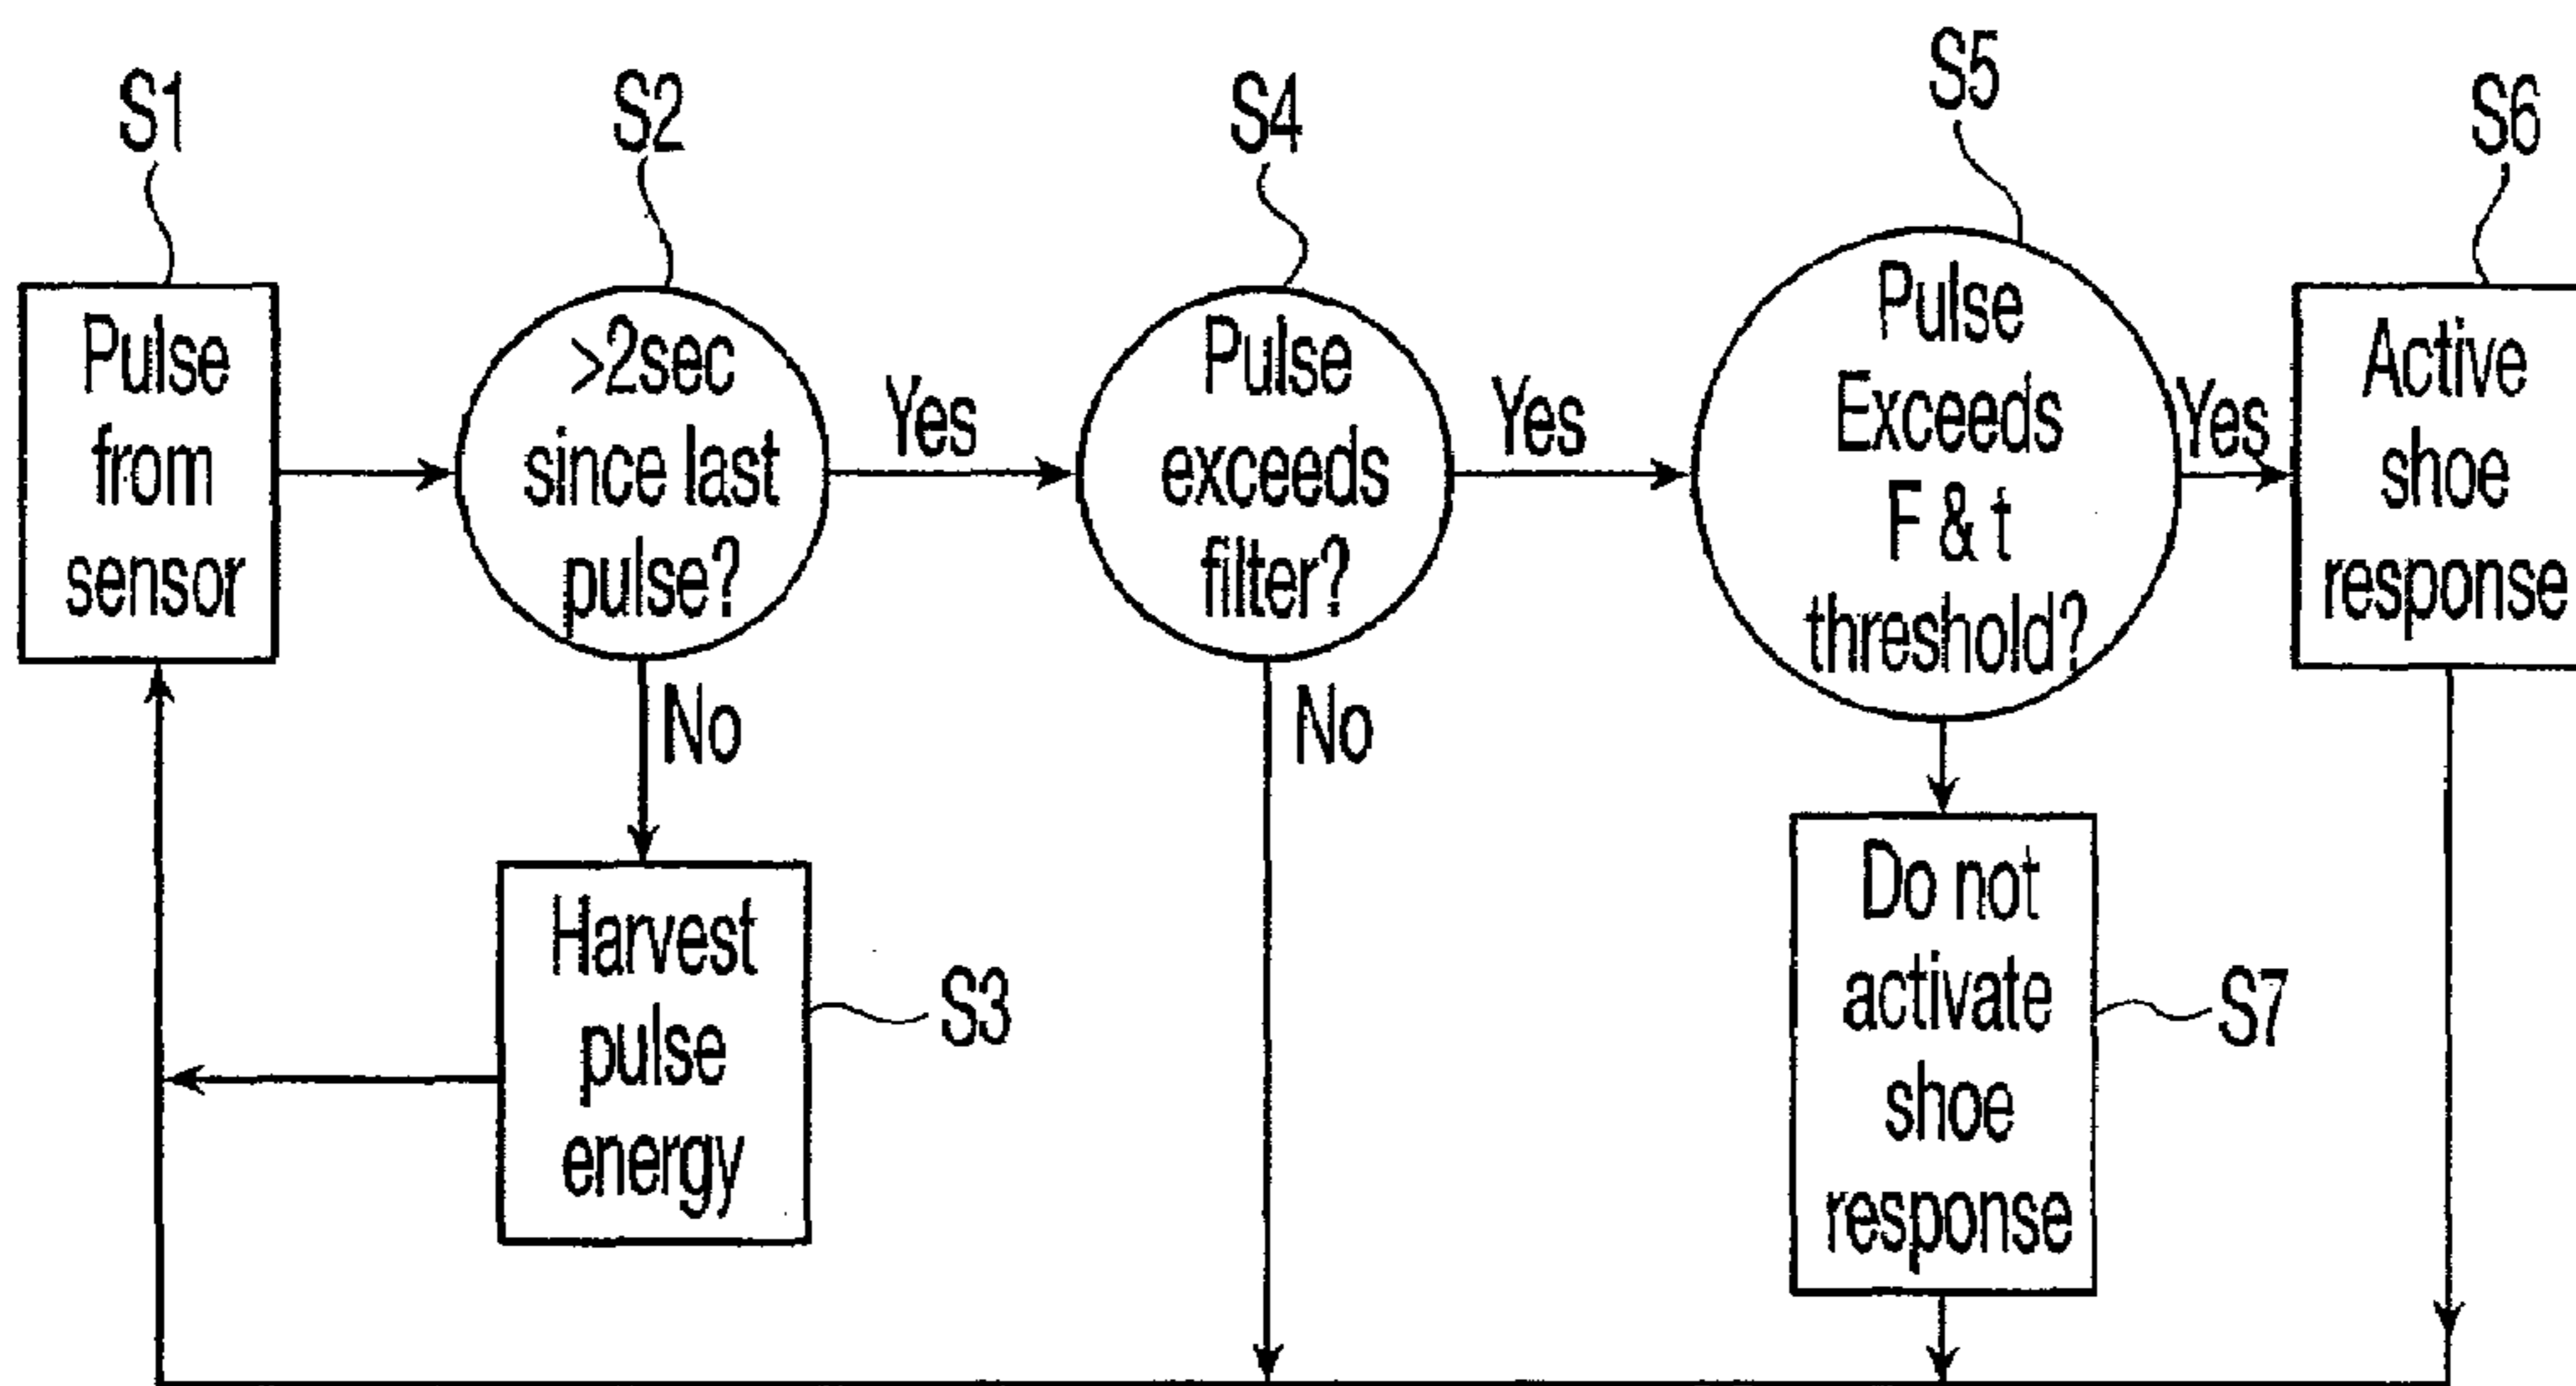 S1
S2
S4
S5
S6
Pulse
from
sensor
>2sec
since last
pulse?
Yes
Pulse
exceeds
filter?
Yes
Pulse
Exceeds
F & t
threshold?
Yes
Active
shoe
response
No
No
Harvest
pulse
energy
S3
Do not
activate
shoe
response
S7